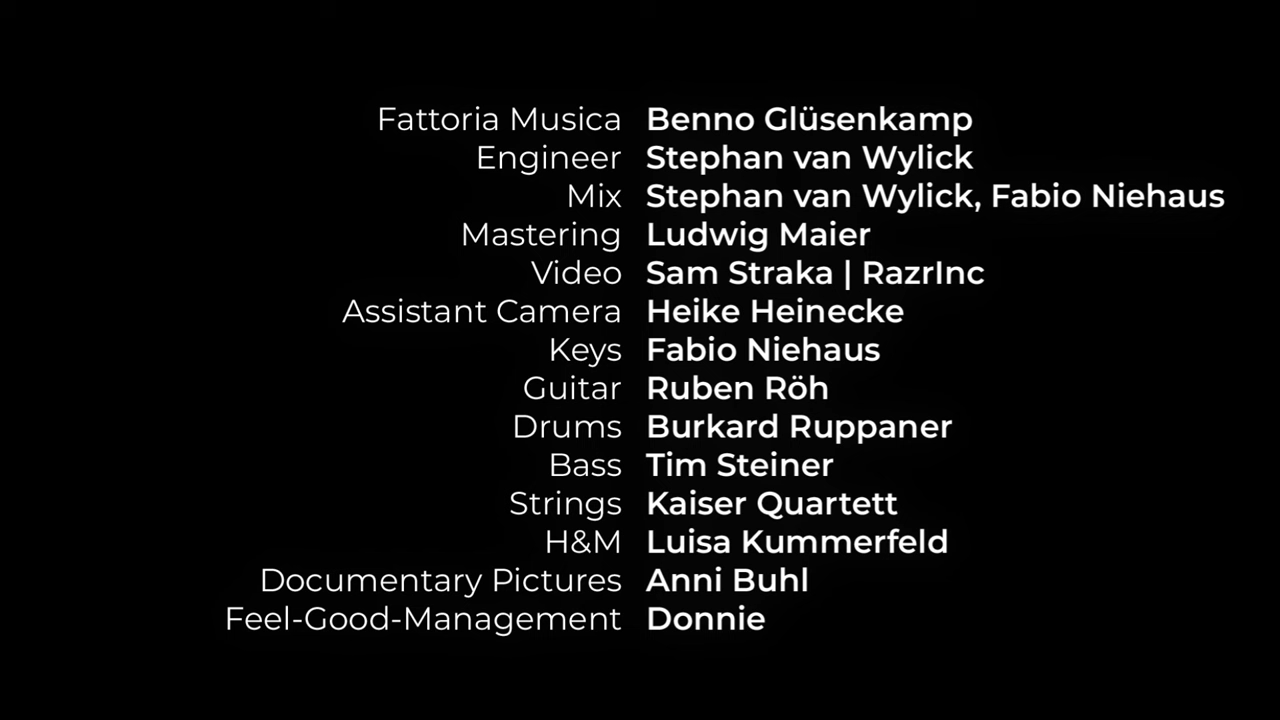 Fattoria Musica Benno Glüsenkamp
Engineer Stephan van Wylick
Mix Stephan van Wylick, Fabio Niehaus
Mastering Ludwig Maier
Video Sam Straka | RazrInc
Assistant Camera Heike Heinecke
Keys Fabio Niehaus
Guitar Ruben Röh
Drums Burkard Ruppaner
Bass Tim Steiner
Strings Kaiser Quartett
H&M Luisa Kummerfeld
Documentary Pictures Anni Buhl
Feel-Good-Management Donnie